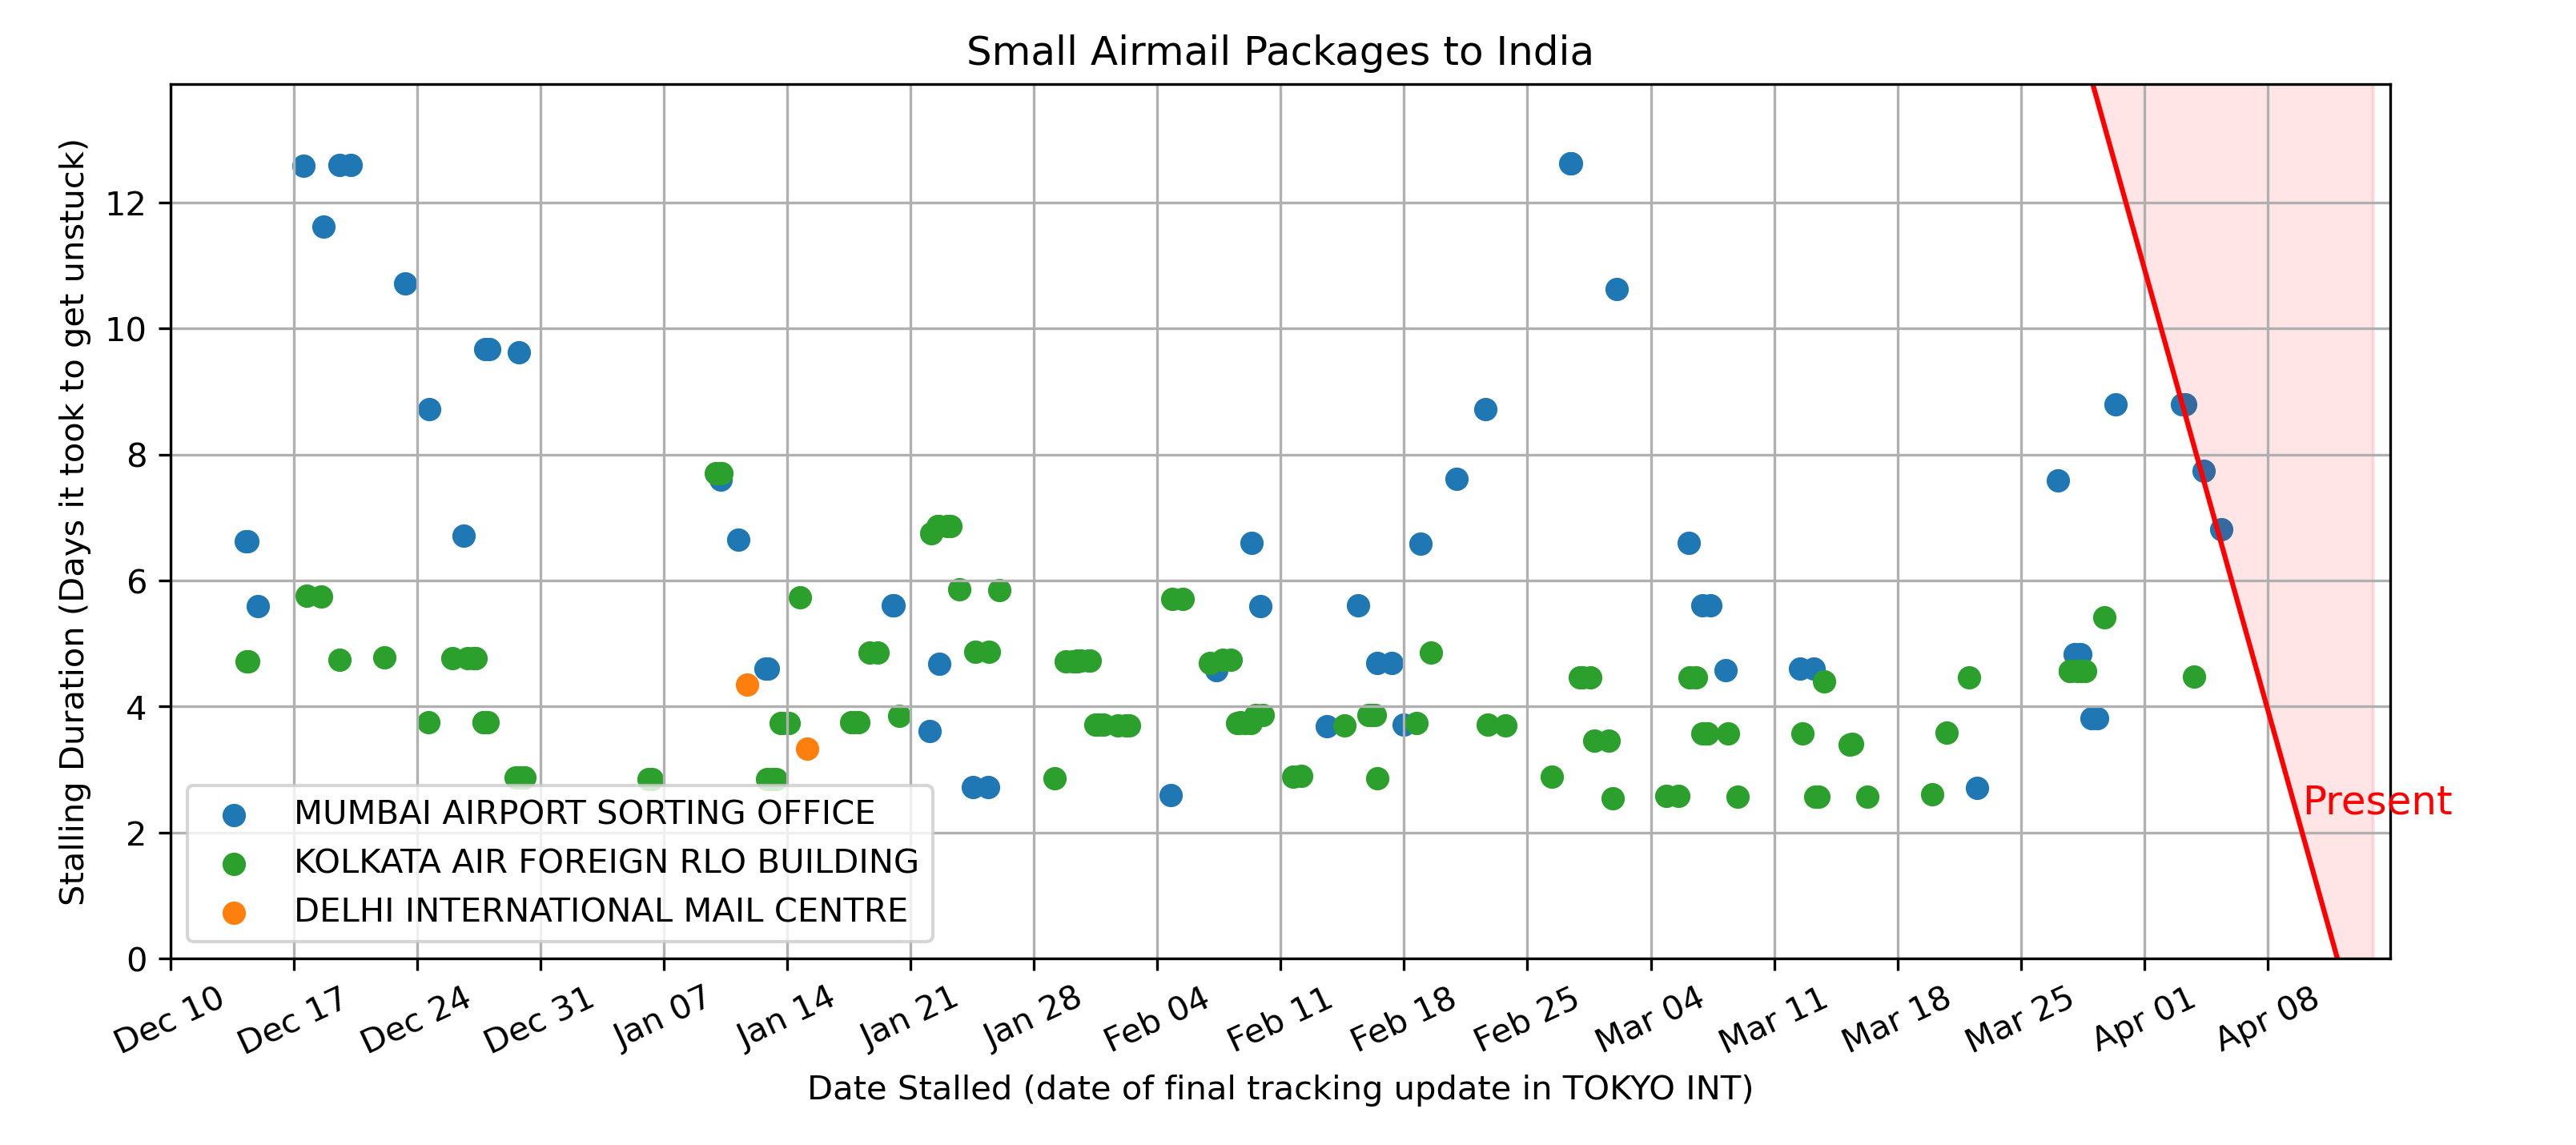 Small Airmail Packages to India
Stalling Duration (Days it took to get unstuck)
12
10
8
6
4
2
0
MUMBAI AIRPORT SORTING OFFICE
KOLKATA AIR FOREIGN RLO BUILDING
DELHI INTERNATIONAL MAIL CENTRE
Present
Dec 10
Dec 17
Dec 24
Dec 31
Jan 07
Jan 14
Jan 21
Jan 28
Feb 04
Feb 11
Feb 18
Feb 25
Mar 04
Mar 11
Mar 18
Mar 25
Apr 01
Apr 08
Date Stalled (date of final tracking update in TOKYO INT)